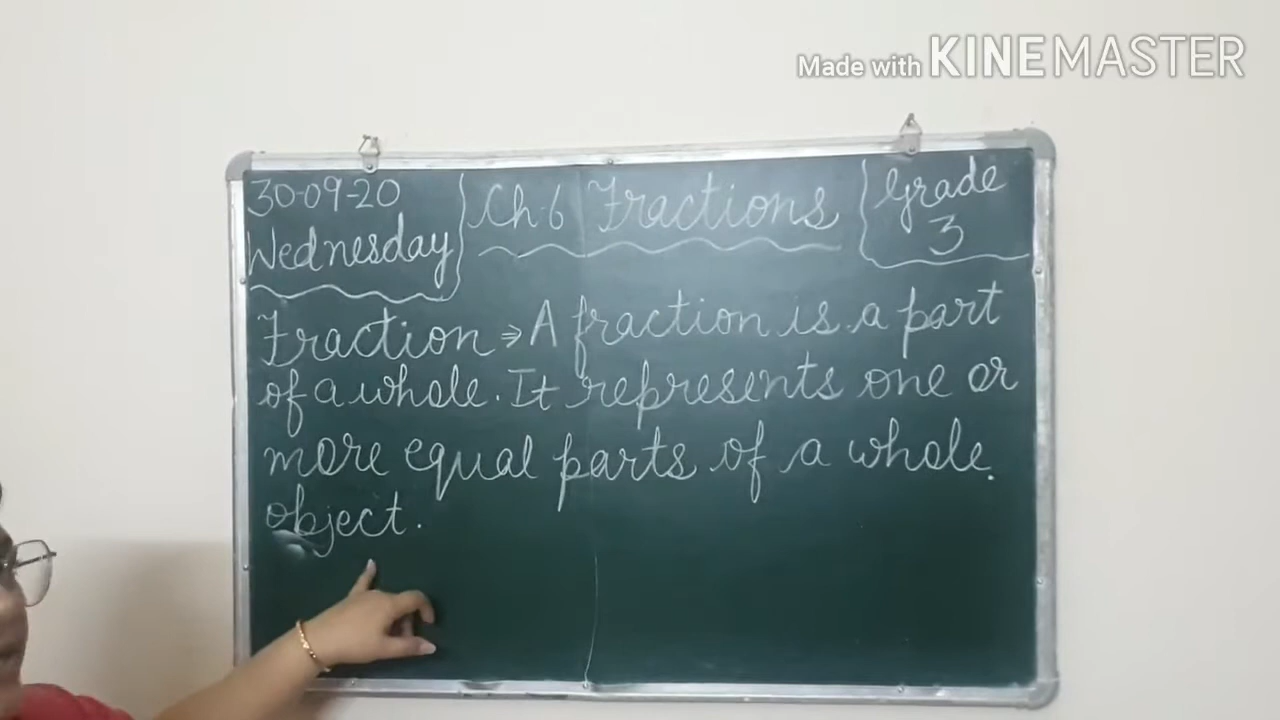 Made with KINEMASTER
30-09-20
Wednesday
Ch-6 Fractions
Grade
3
Fraction ⇒ A fraction is a part
of a whole. It represents one or
more equal parts of a whole.
object.